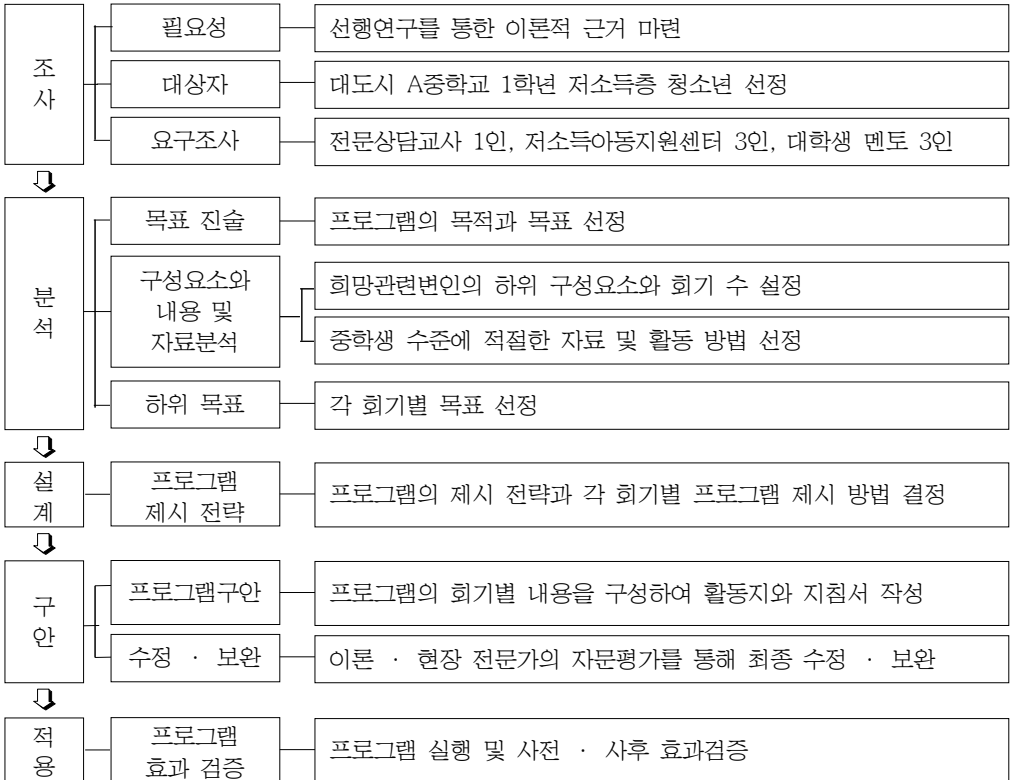 조
사
필요성
선행연구를 통한 이론적 근거 마련
대상자
대도시 A중학교 1학년 저소득층 청소년 선정
요구조사
전문상담교사 1인, 저소득아동지원센터 3인, 대학생 멘토 3인
분
석
목표 진술
프로그램의 목적과 목표 선정
구성요소와
내용 및
자료분석
희망관련변인의 하위 구성요소와 회기 수 설정
중학생 수준에 적절한 자료 및 활동 방법 선정
하위 목표
각 회기별 목표 선정
설
계
프로그램
제시 전략
프로그램의 제시 전략과 각 회기별 프로그램 제시 방법 결정
구
안
프로그램구안
프로그램의 회기별 내용을 구성하여 활동지와 지침서 작성
수정 · 보완
이론 · 현장 전문가의 자문평가를 통해 최종 수정 · 보완
적
용
프로그램
효과 검증
프로그램 실행 및 사전 · 사후 효과검증